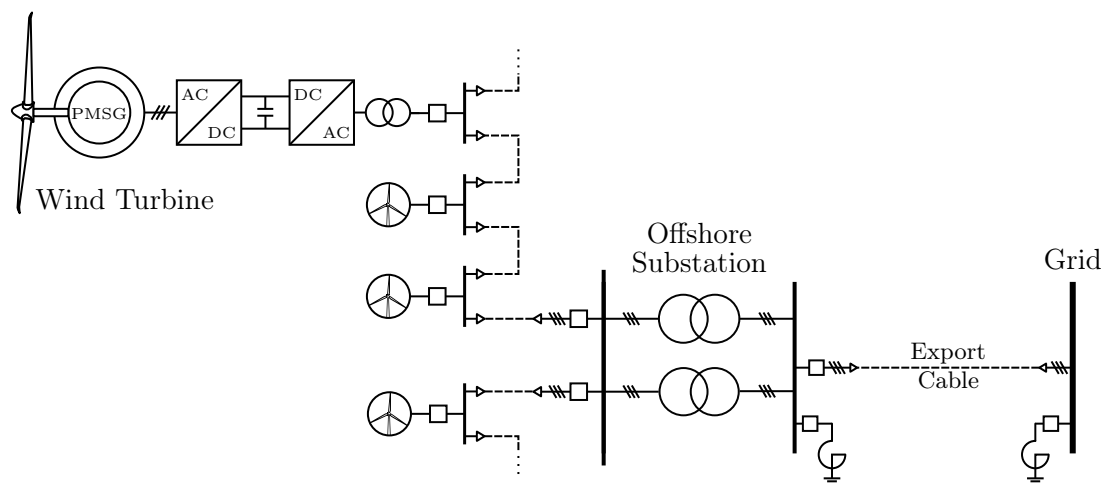 PMSG
AC
DC
DC
AC
Wind Turbine
Offshore
Substation
Grid
Export
Cable